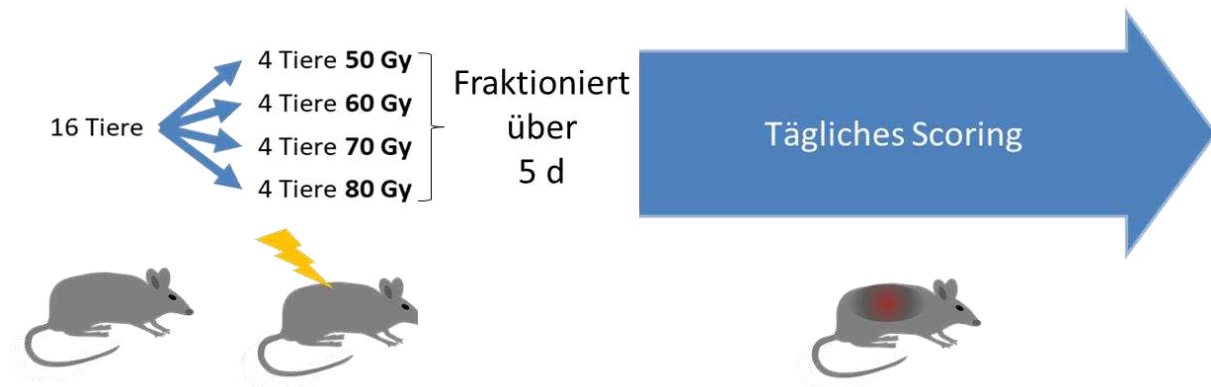 16 Tiere
4 Tiere 50 Gy
4 Tiere 60 Gy
4 Tiere 70 Gy
4 Tiere 80 Gy
Fraktioniert
über
5 d
Tägliches Scoring